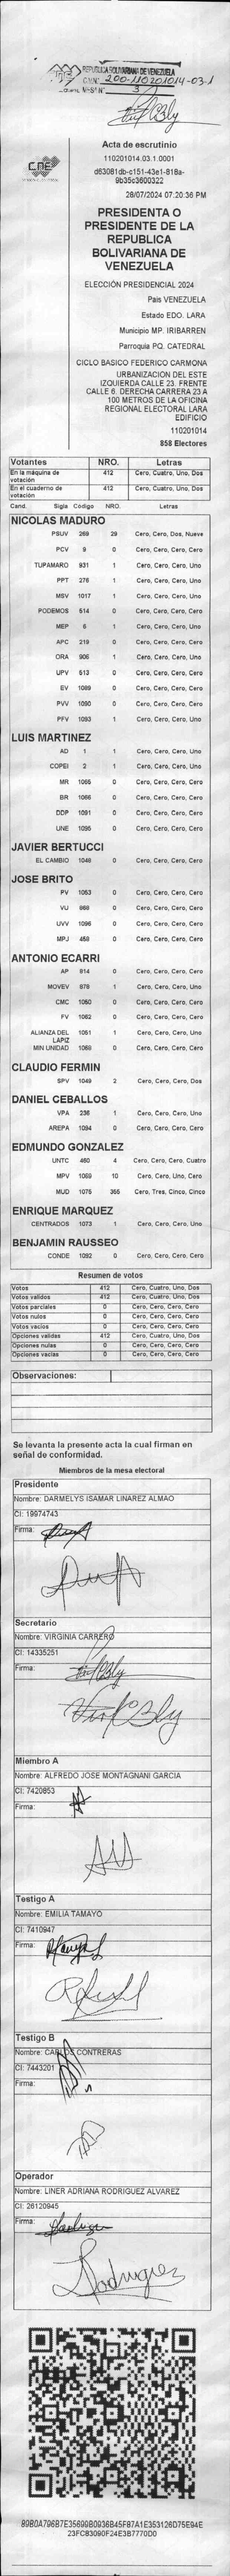 REPÚBLICA BOLIVARIANA DE VENEZUELA
200-110201014-03-1
3
CNE
Acta de escrutinio
110201014.03.1.0001
d63081db-c151-43e1-818a-
9b35c3600322
28/07/2024 07:20:36 PM
PRESIDENTA O
PRESIDENTE DE LA
REPUBLICA
BOLIVARIANA DE
VENEZUELA
ELECCIÓN PRESIDENCIAL 2024
Pais VENEZUELA
Estado EDO. LARA
Municipio MP. IRIBARREN
Parroquia PQ. CATEDRAL
CICLO BASICO FEDERICO CARMONA
URBANIZACION DEL ESTE
IZQUIERDA CALLE 23. FRENTE
CALLE 8. DERECHA CARRERA 23 A
100 METROS DE LA OFICINA
REGIONAL ELECTORAL LARA
EDIFICIO
110201014
858 Electores
Votantes NRO. Letras
En la máquina de votación 412 Cero, Cuatro, Uno, Dos
En el cuaderno de votación 412 Cero, Cuatro, Uno, Dos
Cand. Sigla Código NRO. Letras
NICOLAS MADURO
PSUV 269 29 Cero, Cero, Dos, Nueve
PCV 9 0 Cero, Cero, Cero, Cero
TUPAMARO 931 1 Cero, Cero, Cero, Uno
PPT 276 1 Cero, Cero, Cero, Uno
MSV 1017 1 Cero, Cero, Cero, Uno
PODEMOS 514 0 Cero, Cero, Cero, Cero
MEP 6 1 Cero, Cero, Cero, Uno
APC 219 0 Cero, Cero, Cero, Cero
ORA 906 1 Cero, Cero, Cero, Uno
UPV 513 0 Cero, Cero, Cero, Cero
EV 1089 0 Cero, Cero, Cero, Cero
PVV 1090 0 Cero, Cero, Cero, Cero
PFV 1093 1 Cero, Cero, Cero, Uno
LUIS MARTINEZ
AD 1 1 Cero, Cero, Cero, Uno
COPEI 2 1 Cero, Cero, Cero, Uno
MR 1065 0 Cero, Cero, Cero, Cero
BR 1066 0 Cero, Cero, Cero, Cero
DDP 1091 0 Cero, Cero, Cero, Cero
UNE 1095 0 Cero, Cero, Cero, Cero
JAVIER BERTUCCI
EL CAMBIO 1048 0 Cero, Cero, Cero, Cero
JOSE BRITO
PV 1053 0 Cero, Cero, Cero, Cero
VU 868 0 Cero, Cero, Cero, Cero
UVV 1096 0 Cero, Cero, Cero, Cero
MPJ 458 0 Cero, Cero, Cero, Cero
ANTONIO ECARRI
AP 914 0 Cero, Cero, Cero, Cero
MOVEV 878 1 Cero, Cero, Cero, Uno
CMC 1050 0 Cero, Cero, Cero, Cero
FV 1062 0 Cero, Cero, Cero, Cero
ALIANZA DEL LAPIZ 1051 1 Cero, Cero, Cero, Uno
MIN UNIDAD 1058 0 Cero, Cero, Cero, Cero
CLAUDIO FERMIN
SPV 1049 2 Cero, Cero, Cero, Dos
DANIEL CEBALLOS
VPA 236 1 Cero, Cero, Cero, Uno
AREPA 1094 0 Cero, Cero, Cero, Cero
EDMUNDO GONZALEZ
UNTC 460 4 Cero, Cero, Cero, Cuatro
MPV 1069 10 Cero, Cero, Uno, Cero
MUD 1075 355 Cero, Tres, Cinco, Cinco
ENRIQUE MARQUEZ
CENTRADOS 1073 1 Cero, Cero, Cero, Uno
BENJAMIN RAUSSEO
CONDE 1092 0 Cero, Cero, Cero, Cero
Resumen de votos
Votos 412 Cero, Cuatro, Uno, Dos
Votos validos 412 Cero, Cuatro, Uno, Dos
Votos parciales 0 Cero, Cero, Cero, Cero
Votos nulos 0 Cero, Cero, Cero, Cero
Votos vacios 0 Cero, Cero, Cero, Cero
Opciones validas 412 Cero, Cuatro, Uno, Dos
Opciones nulas 0 Cero, Cero, Cero, Cero
Opciones vacias 0 Cero, Cero, Cero, Cero
Observaciones:
Se levanta la presente acta la cual firman en
señal de conformidad.
Miembros de la mesa electoral
Presidente
Nombre: DARMELYS ISAMAR LINAREZ ALMAO
CI: 19974743
Firma:
Secretario
Nombre: VIRGINIA CARRERO
CI: 14335251
Firma:
Miembro A
Nombre: ALFREDO JOSE MONTAGNANI GARCIA
CI: 7420853
Firma:
Testigo A
Nombre: EMILIA TAMAYO
CI: 7410947
Firma:
Testigo B
Nombre: CARLOS CONTRERAS
CI: 7443201
Firma:
Operador
Nombre: LINER ADRIANA RODRIGUEZ ALVAREZ
CI: 26120945
Firma:
Rodriguez
89B0A796B7E35699B0936B45F87A1E353126D75E94E
23FC83090F24E3B7770D0